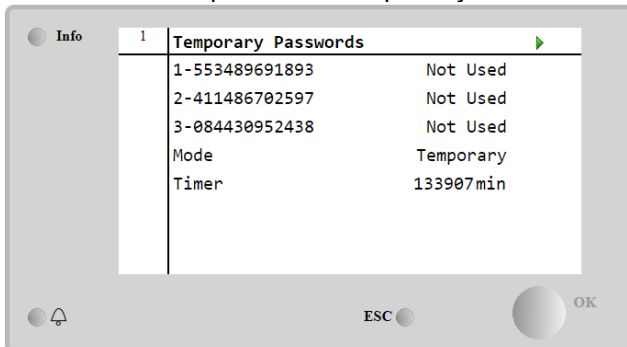 Info
1 Temporary Passwords
1-553489691893 Not Used
2-411486702597 Not Used
3-084430952438 Not Used
Mode Temporary
Timer 133907min
ESC OK